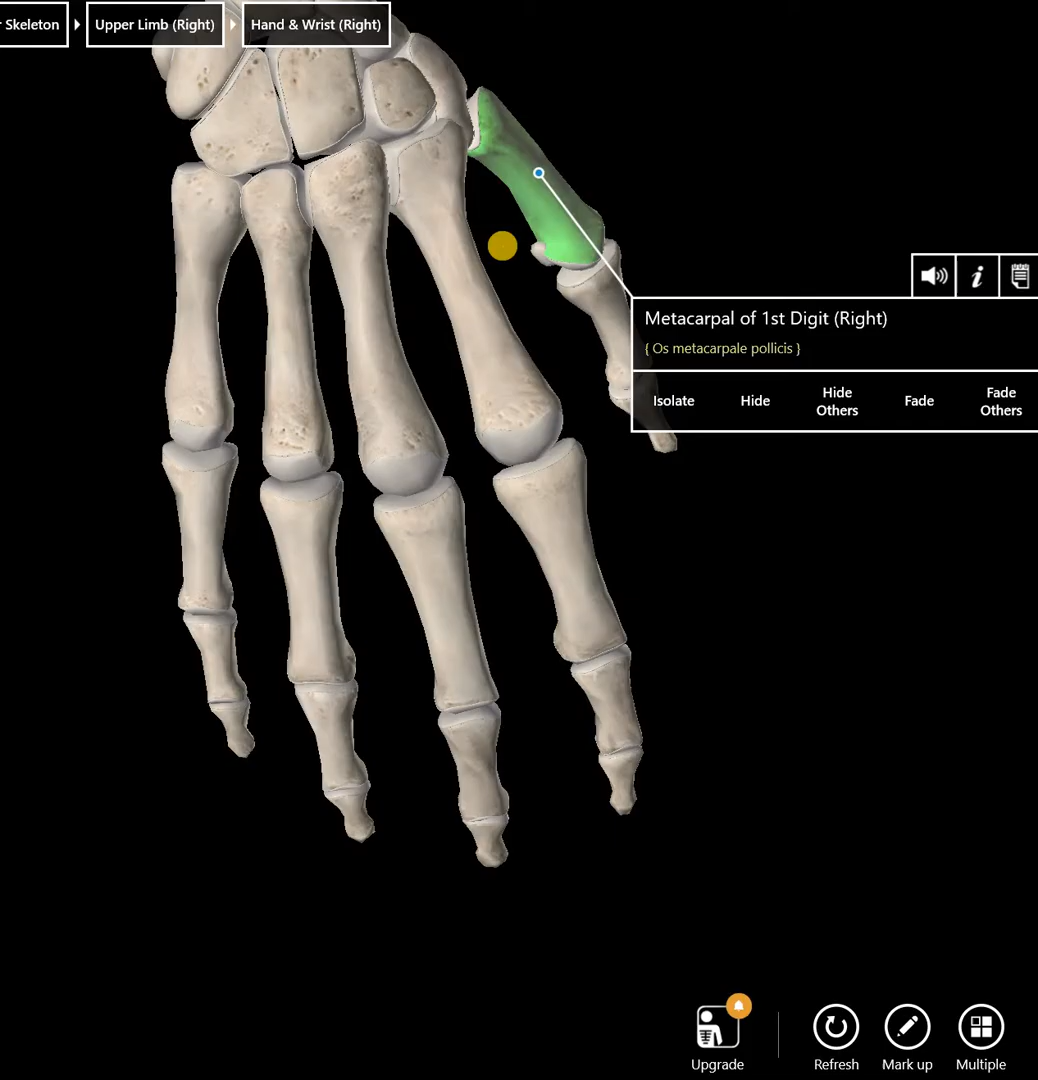 r Skeleton
Upper Limb (Right)
Hand & Wrist (Right)
Metacarpal of 1st Digit (Right)
{ Os metacarpale pollicis }
Isolate
Hide
Hide
Others
Fade
Fade
Others
Upgrade
Refresh
Mark up
Multiple